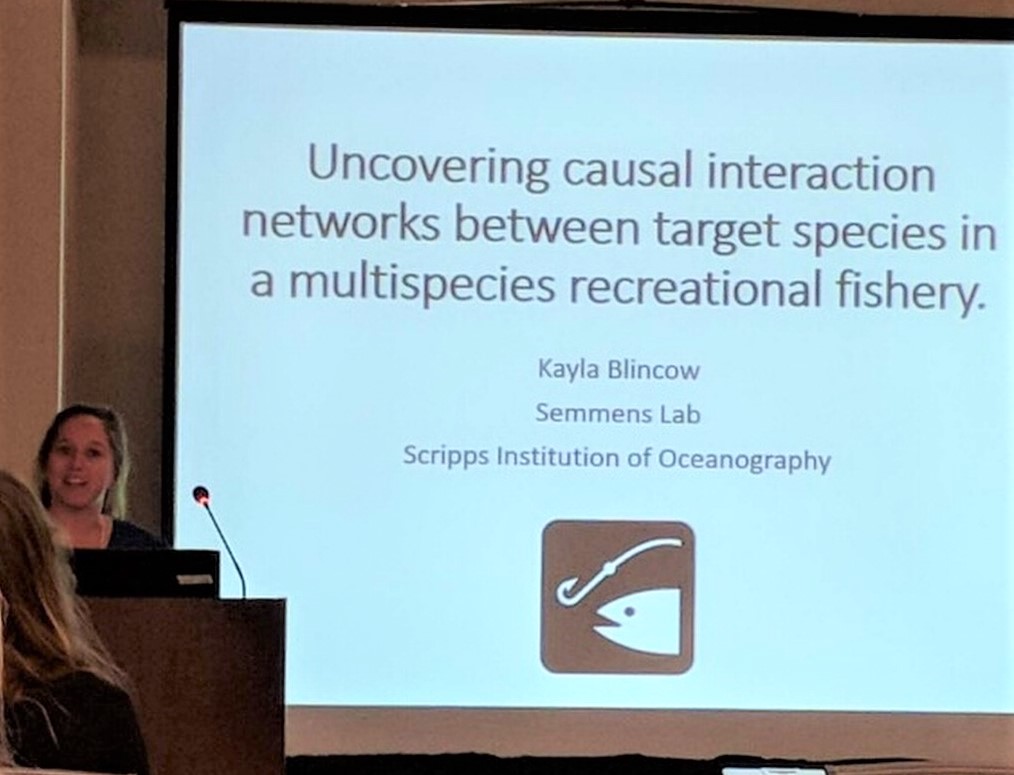 Uncovering causal interaction
networks between target species in
a multispecies recreational fishery.
Kayla Blincow
Semmens Lab
Scripps Institution of Oceanography